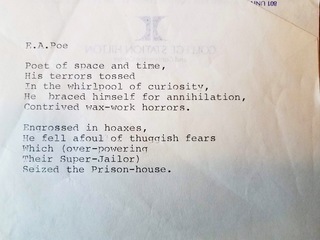 E.A.Poe
Poet of space and time,
His terrors tossed
In the whirlpool of curiosity,
He braced himself for annihilation,
Contrived wax-work horrors.
Engrossed in hoaxes,
He fell afoul of thuggish fears
Which (over-powering
Their Super-Jailor)
Seized the Prison-house.